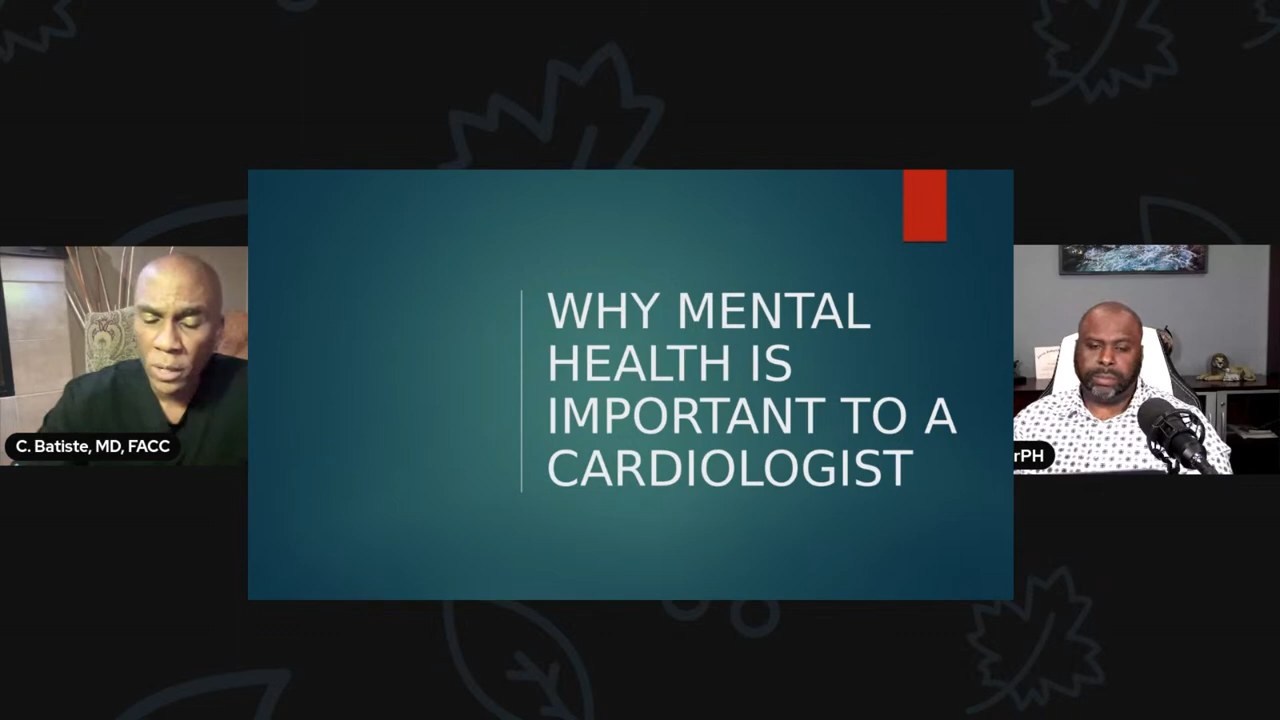 WHY MENTAL
HEALTH IS
IMPORTANT TO A
CARDIOLOGIST
C. Batiste, MD, FACC
rPH